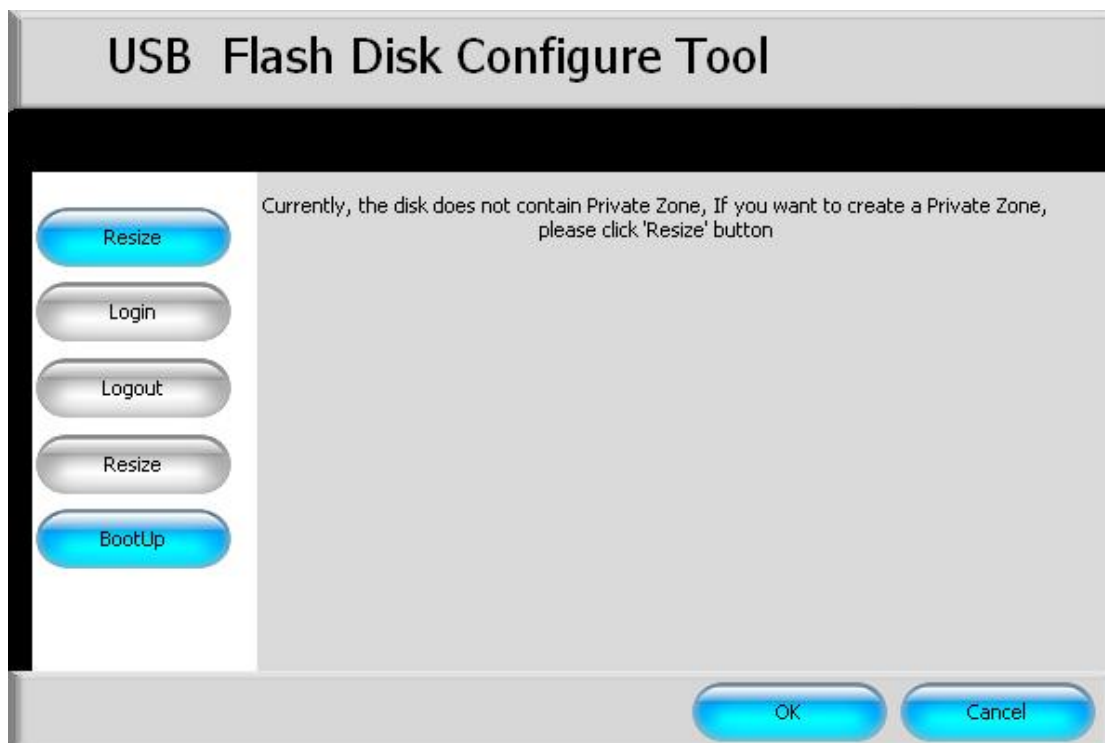 USB Flash Disk Configure Tool
Currently, the disk does not contain Private Zone, If you want to create a Private Zone,
please click 'Resize' button
Resize
Login
Logout
Resize
BootUp
OK
Cancel